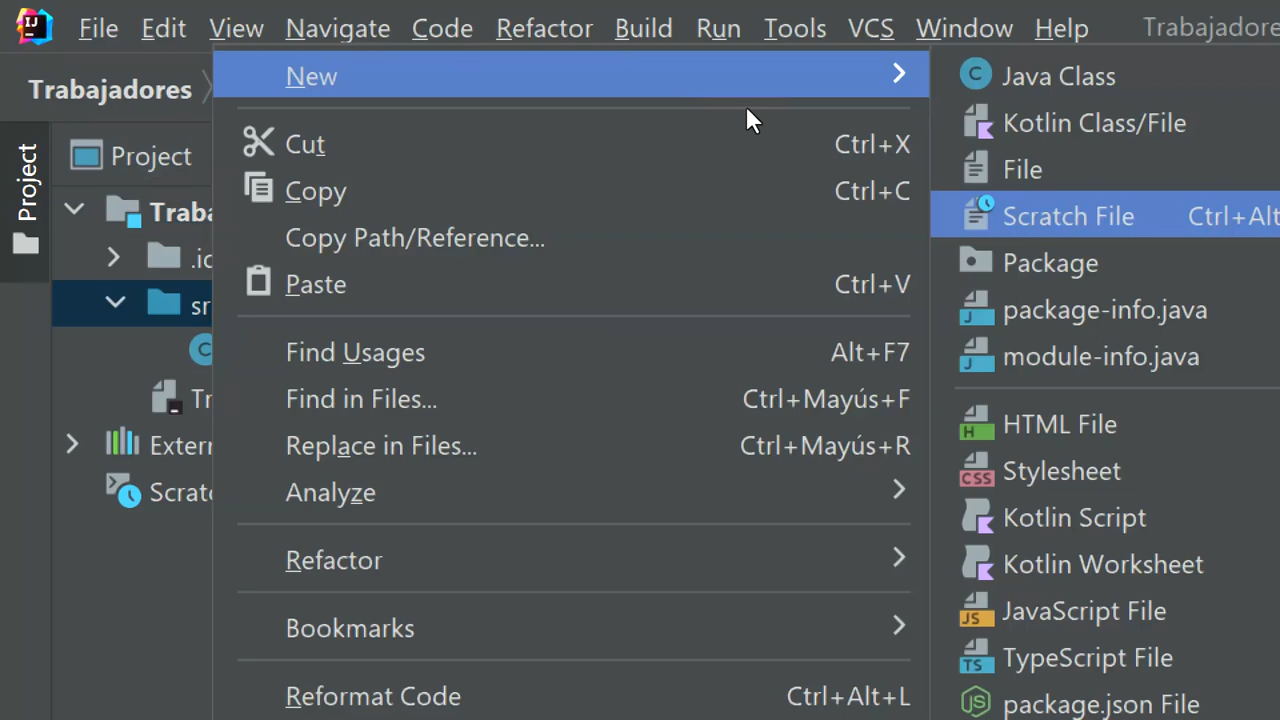 File Edit View Navigate Code Refactor Build Run Tools VCS Window Help Trabajadore
Trabajadores
Project
Project
Traba
.id
sr
Tr
Extern
Scratc
New
Cut Ctrl+X
Copy Ctrl+C
Copy Path/Reference...
Paste Ctrl+V
Find Usages Alt+F7
Find in Files... Ctrl+Mayús+F
Replace in Files... Ctrl+Mayús+R
Analyze
Refactor
Bookmarks
Reformat Code Ctrl+Alt+L
Java Class
Kotlin Class/File
File
Scratch File Ctrl+Alt
Package
package-info.java
module-info.java
HTML File
Stylesheet
Kotlin Script
Kotlin Worksheet
JavaScript File
TypeScript File
package.json File